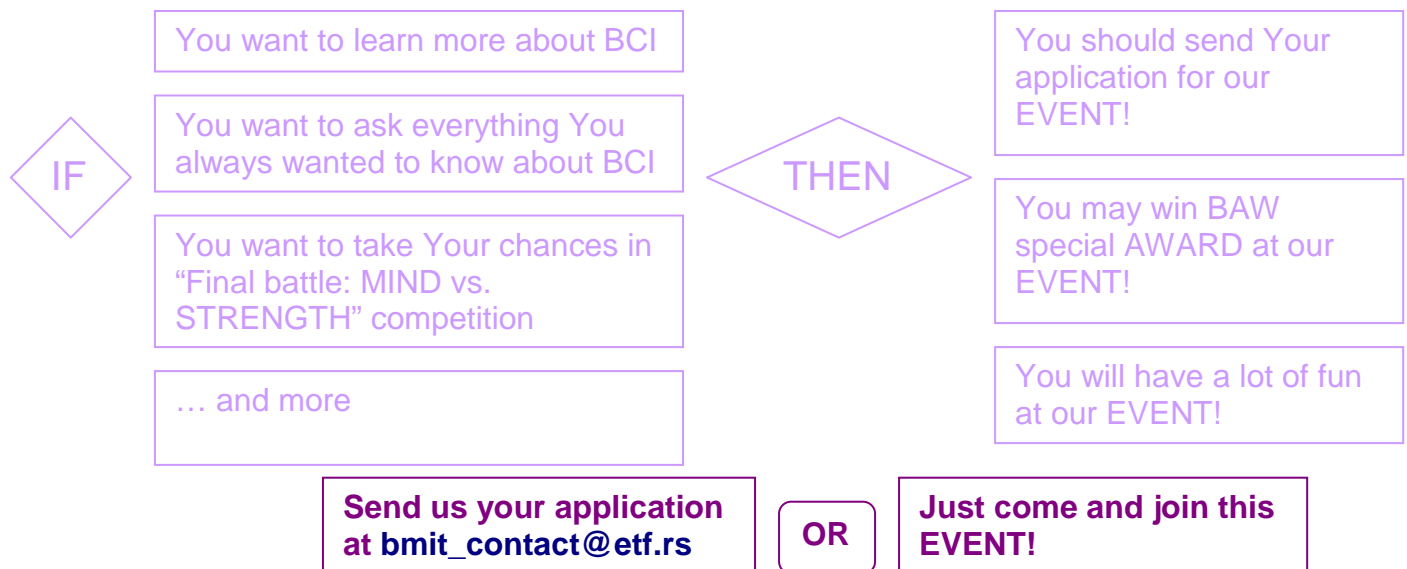 IF
You want to learn more about BCI
You want to ask everything You
always wanted to know about BCI
You want to take Your chances in
“Final battle: MIND vs.
STRENGTH” competition
… and more
THEN
You should send Your
application for our
EVENT!
You may win BAW
special AWARD at our
EVENT!
You will have a lot of fun
at our EVENT!
Send us your application
at bmit_contact@etf.rs
OR
Just come and join this
EVENT!